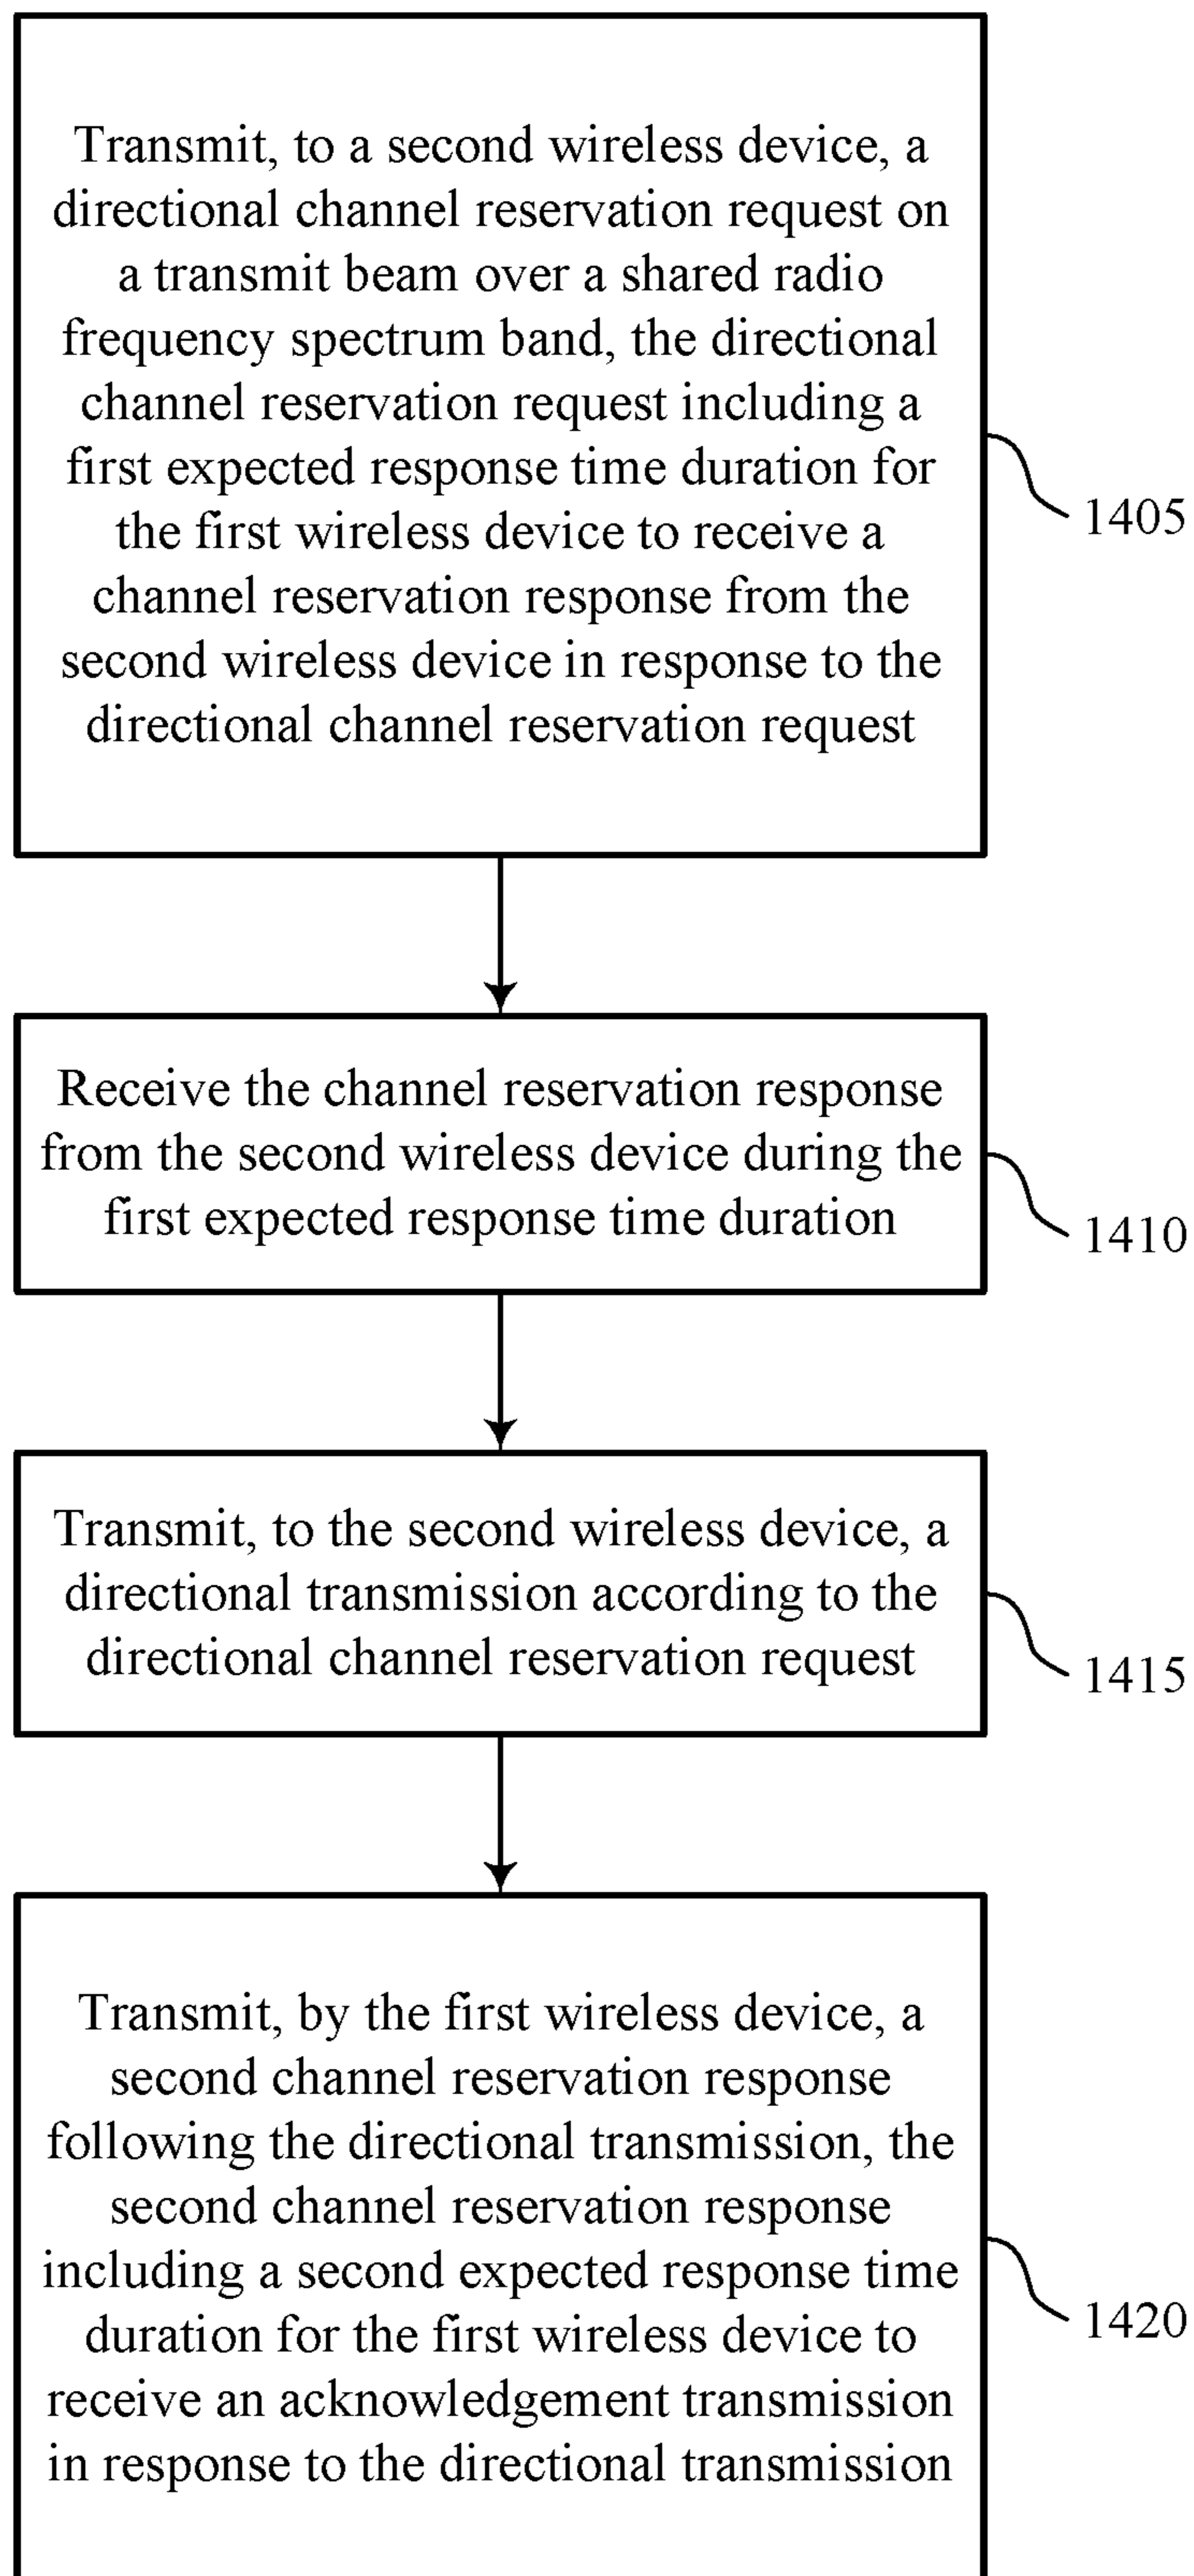 Transmit, to a second wireless device, a
directional channel reservation request on
a transmit beam over a shared radio
frequency spectrum band, the directional
channel reservation request including a
first expected response time duration for
the first wireless device to receive a
channel reservation response from the
second wireless device in response to the
directional channel reservation request
1405
Receive the channel reservation response
from the second wireless device during the
first expected response time duration
1410
Transmit, to the second wireless device, a
directional transmission according to the
directional channel reservation request
1415
Transmit, by the first wireless device, a
second channel reservation response
following the directional transmission, the
second channel reservation response
including a second expected response time
duration for the first wireless device to
receive an acknowledgement transmission
in response to the directional transmission
1420